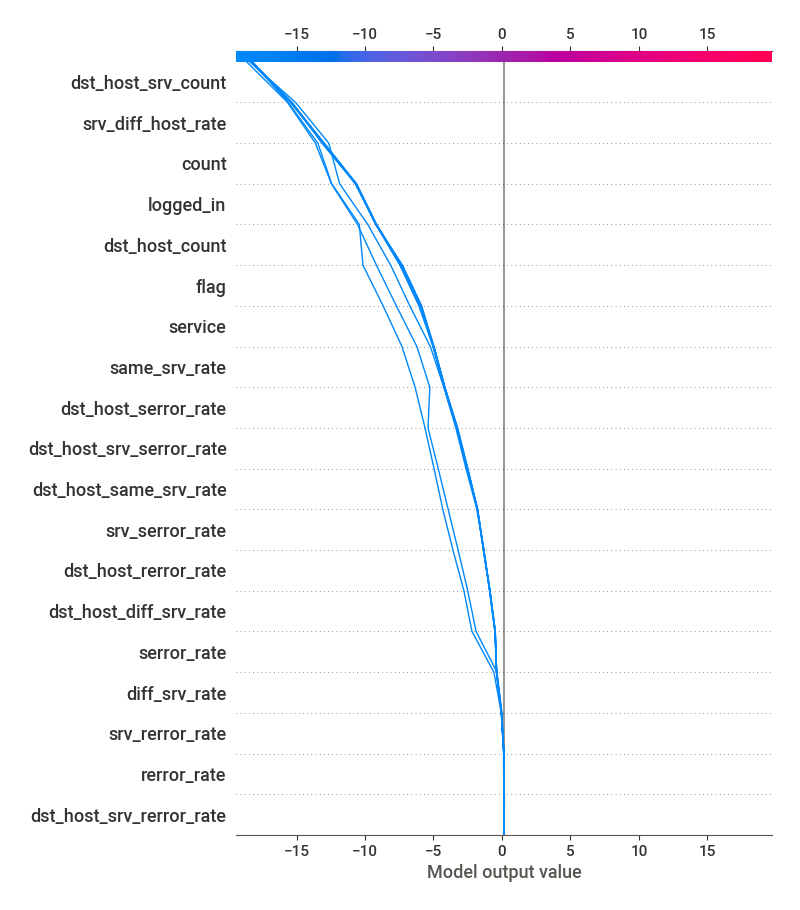 −15 −10 −5 0 5 10 15
dst_host_srv_count
srv_diff_host_rate
count
logged_in
dst_host_count
flag
service
same_srv_rate
dst_host_serror_rate
dst_host_srv_serror_rate
dst_host_same_srv_rate
srv_serror_rate
dst_host_rerror_rate
dst_host_diff_srv_rate
serror_rate
diff_srv_rate
srv_rerror_rate
rerror_rate
dst_host_srv_rerror_rate
−15 −10 −5 0 5 10 15
Model output value